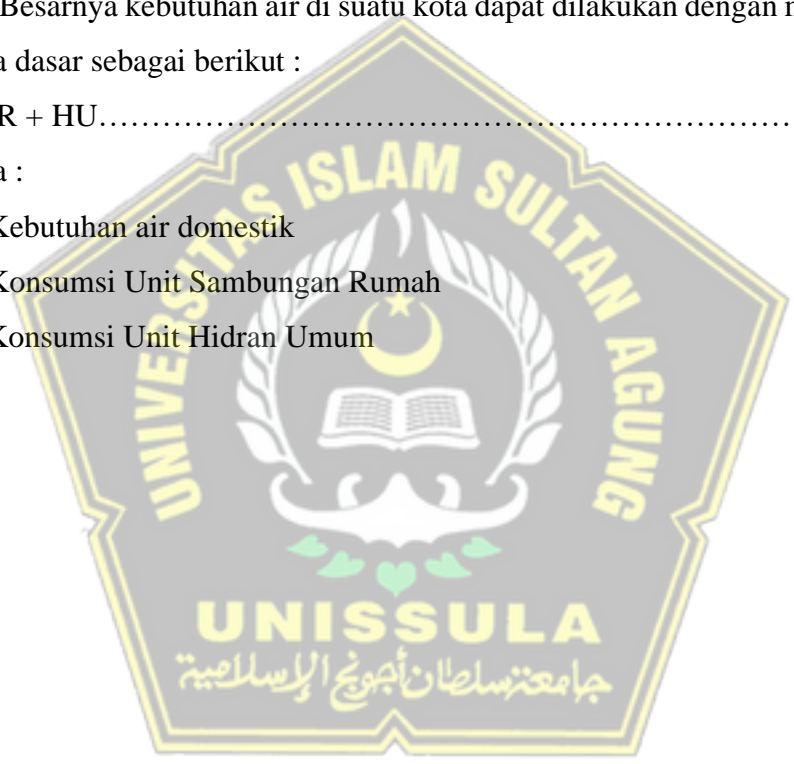 Besarnya kebutuhan air di suatu kota dapat dilakukan dengan
a dasar sebagai berikut :
R + HU……………………………………………………………
a :
Kebutuhan air domestik
Konsumsi Unit Sambungan Rumah
Konsumsi Unit Hidran Umum
UNIVERSITAS ISLAM SULTAN AGUNG
UNISSULA
جامعة سلطان أجونج الإسلامية